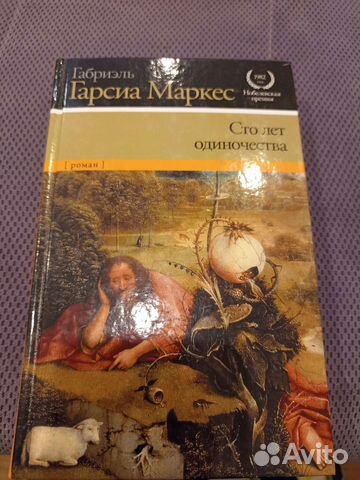 Габриэль
Гарсиа Маркес
1982
Нобелевская
премия
Сто лет
одиночества
[ роман ]
Avito